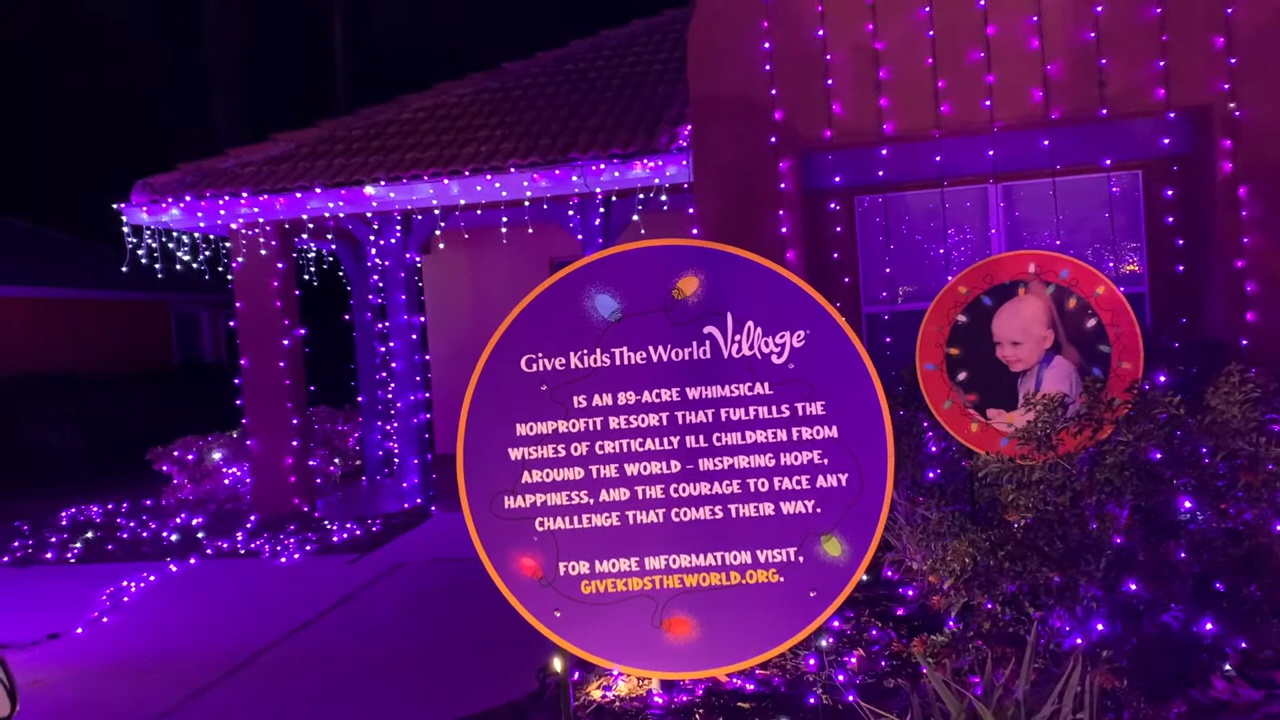 Give Kids The World Village
IS AN 89-ACRE WHIMSICAL
NONPROFIT RESORT THAT FULFILLS THE
WISHES OF CRITICALLY ILL CHILDREN FROM
AROUND THE WORLD – INSPIRING HOPE,
HAPPINESS, AND THE COURAGE TO FACE ANY
CHALLENGE THAT COMES THEIR WAY.
FOR MORE INFORMATION VISIT,
GIVEKIDSTHEWORLD.ORG.